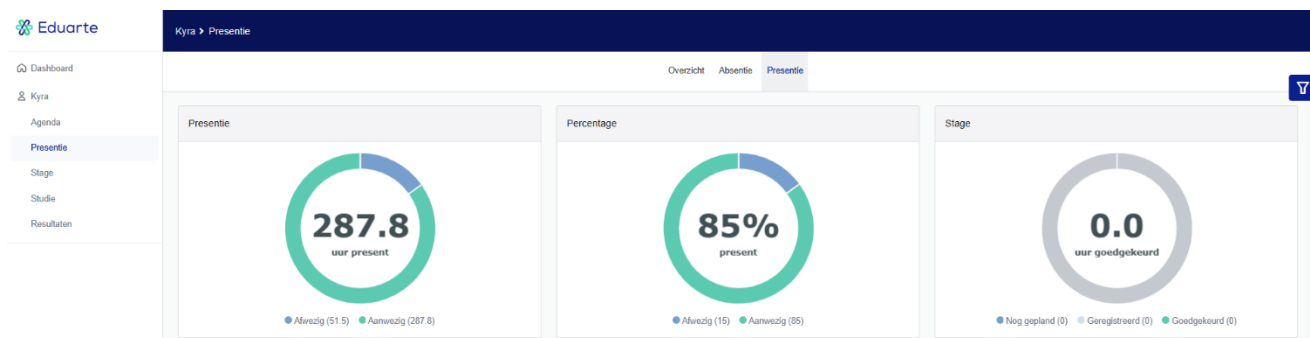 Eduarte
Kyra > Presentie
Dashboard
Kyra
Agenda
Presentie
Stage
Studie
Resultaten
Overzicht Absentie Presentie
Presentie
287.8
uur present
Afwezig (51.5) Aanwezig (287.8)
Percentage
85%
present
Afwezig (15) Aanwezig (85)
Stage
0.0
uur goedgekeurd
Nog gepland (0) Geregistreerd (0) Goedgekeurd (0)